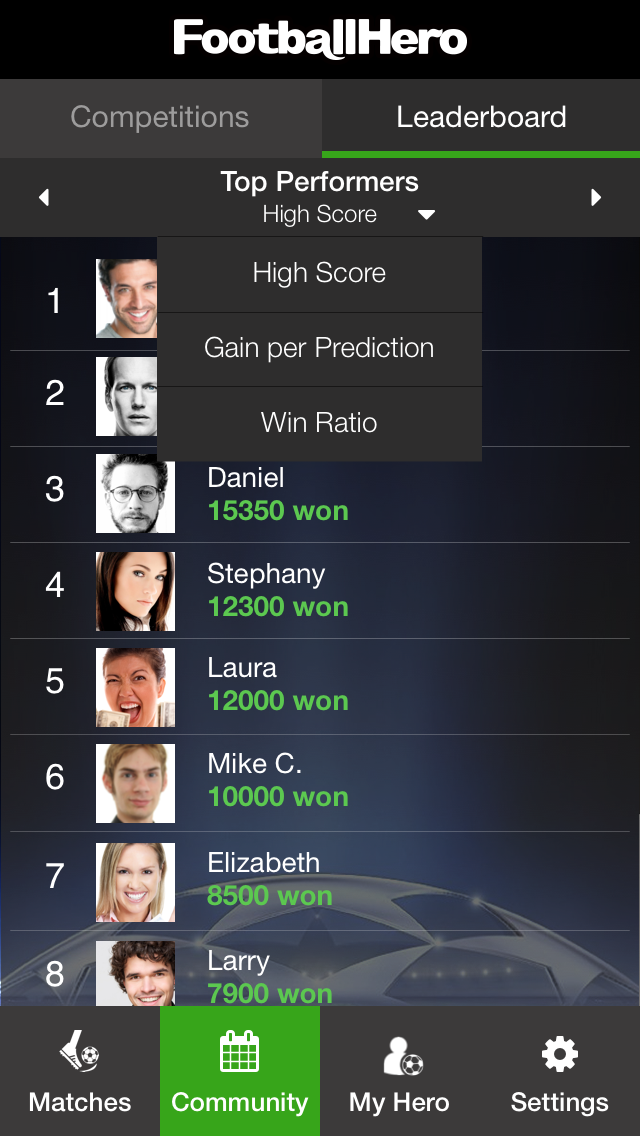 FootballHero
Competitions
Leaderboard
Top Performers
High Score
High Score
Gain per Prediction
Win Ratio
1
2
3
Daniel
15350 won
4
Stephany
12300 won
5
Laura
12000 won
6
Mike C.
10000 won
7
Elizabeth
8500 won
8
Larry
7900 won
Matches
Community
My Hero
Settings